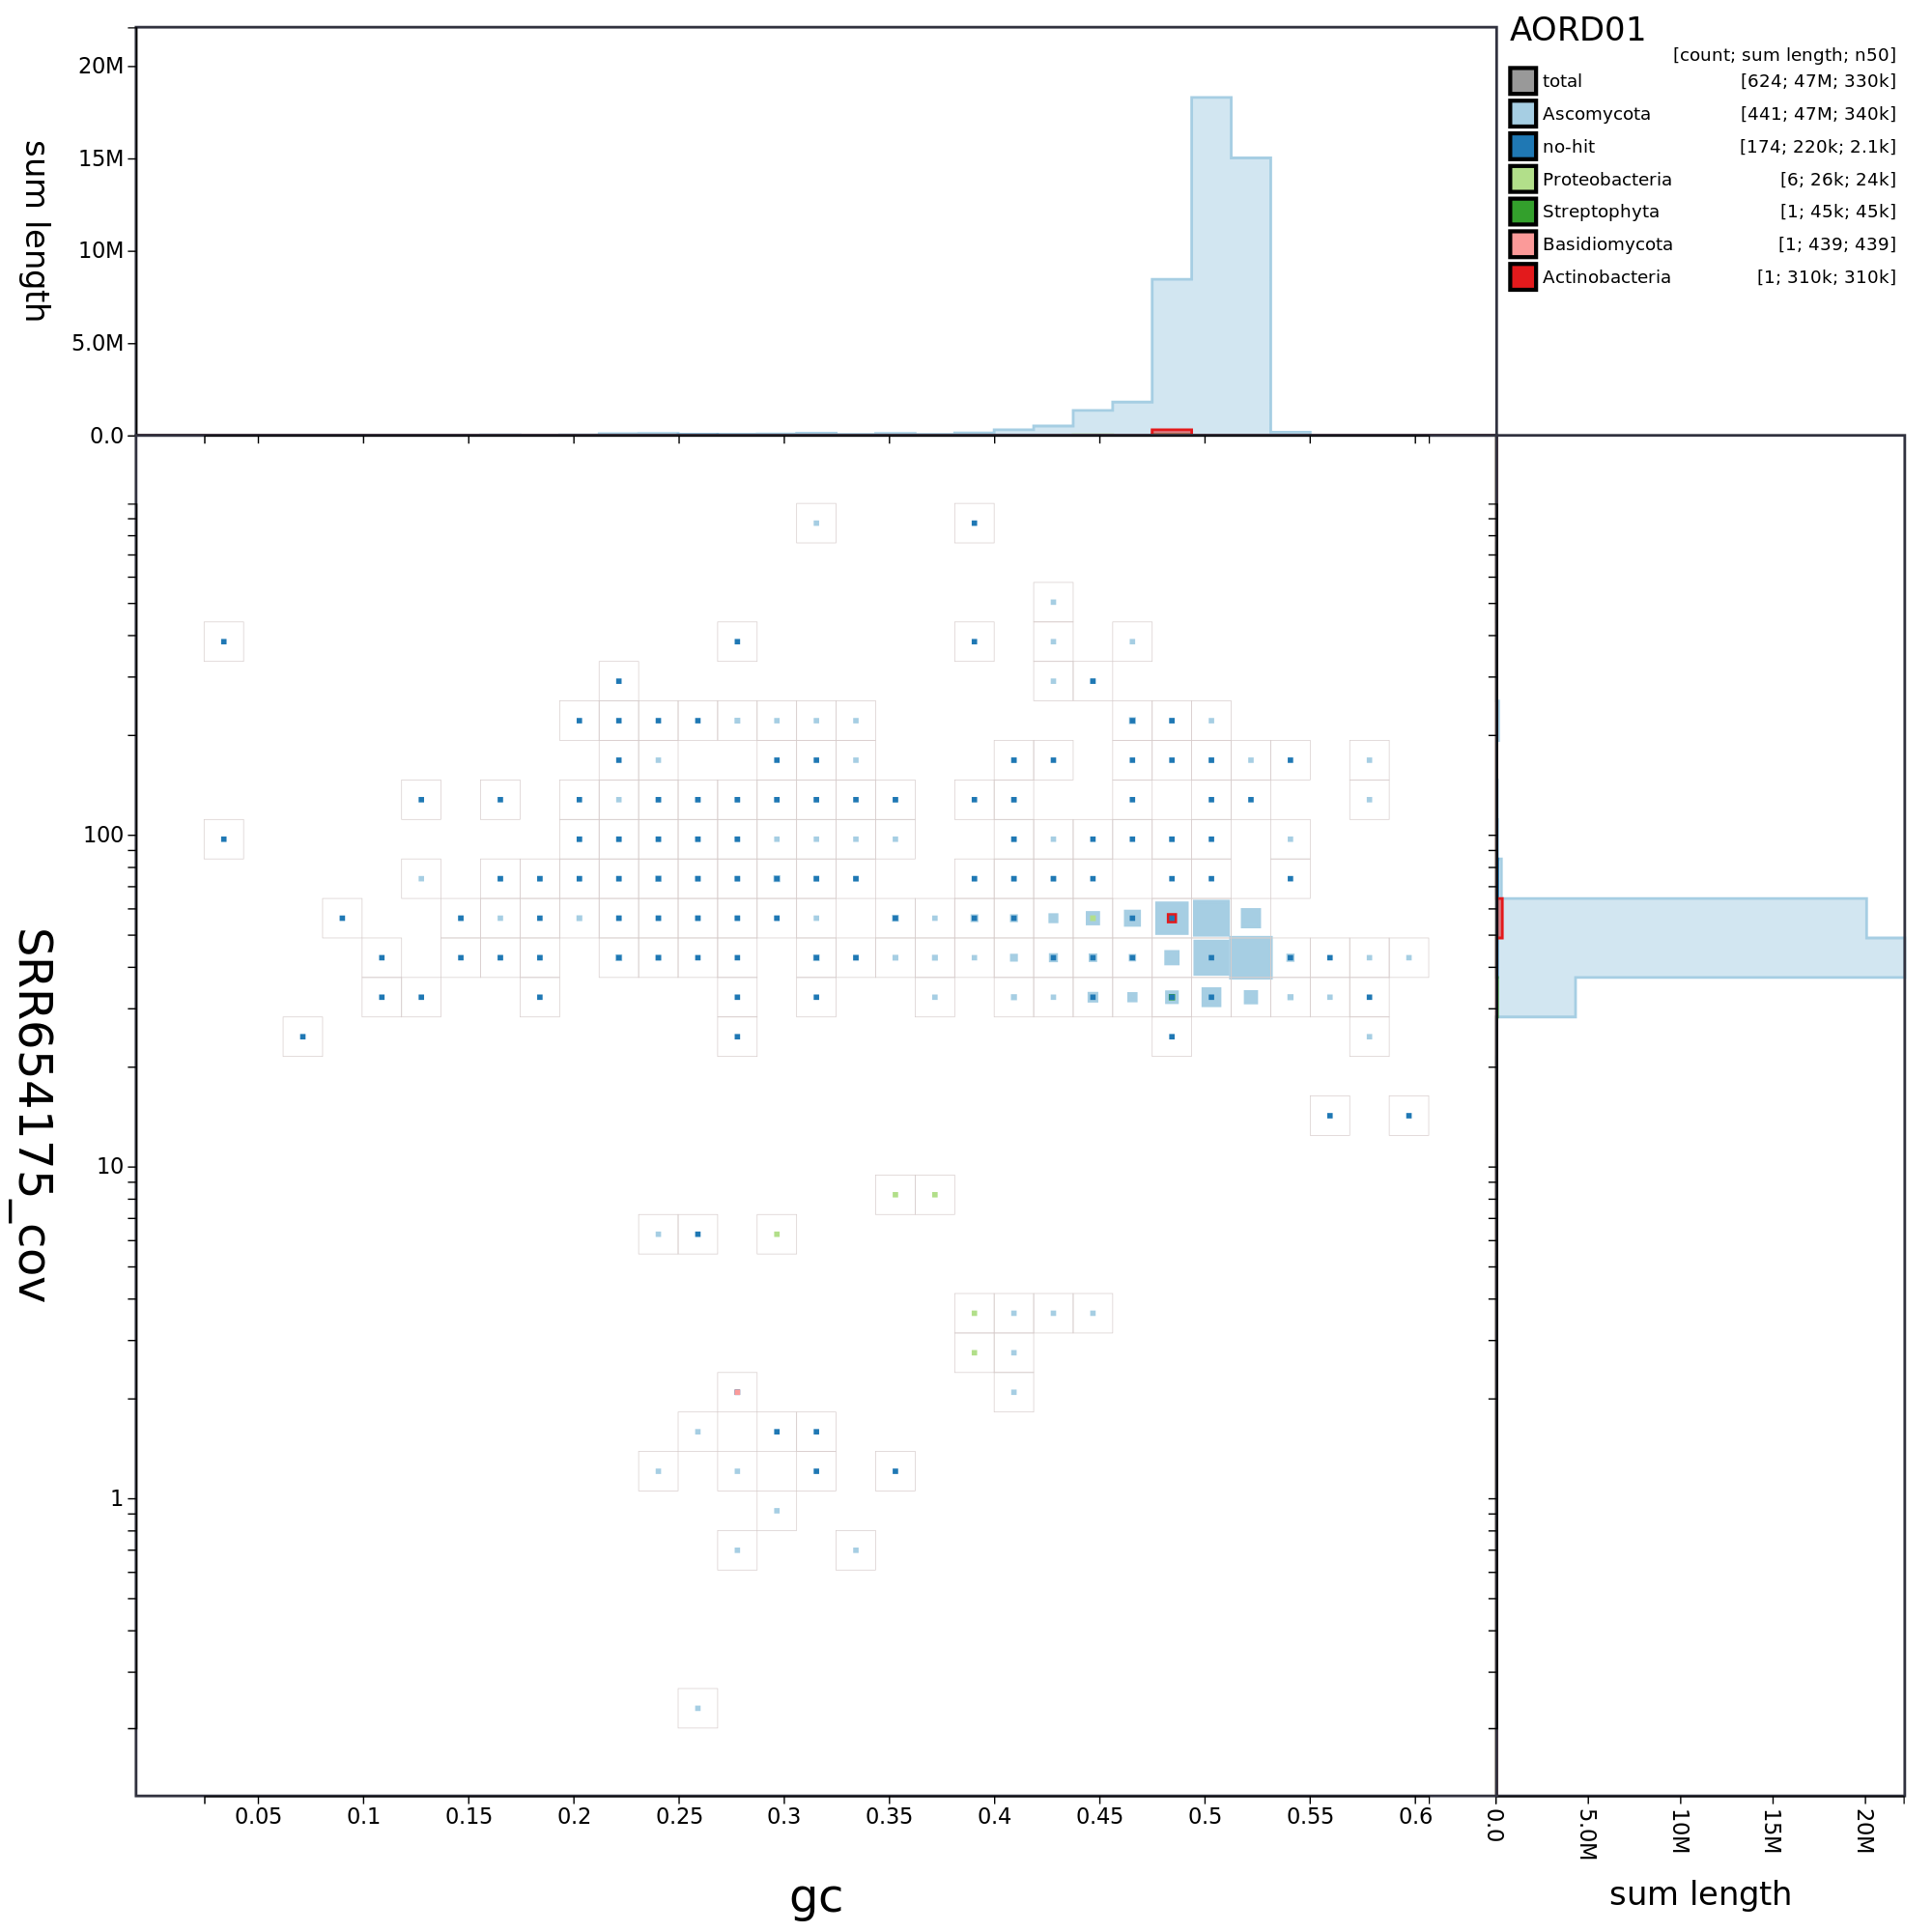 AORD01
[count; sum length; n50]
total [624; 47M; 330k]
Ascomycota [441; 47M; 340k]
no-hit [174; 220k; 2.1k]
Proteobacteria [6; 26k; 24k]
Streptophyta [1; 45k; 45k]
Basidiomycota [1; 439; 439]
Actinobacteria [1; 310k; 310k]
sum length
20M
15M
10M
5.0M
0.0
SRR654175_cov
100
10
1
0.05 0.1 0.15 0.2 0.25 0.3 0.35 0.4 0.45 0.5 0.55 0.6
gc
0.0 5.0M 10M 15M 20M
sum length